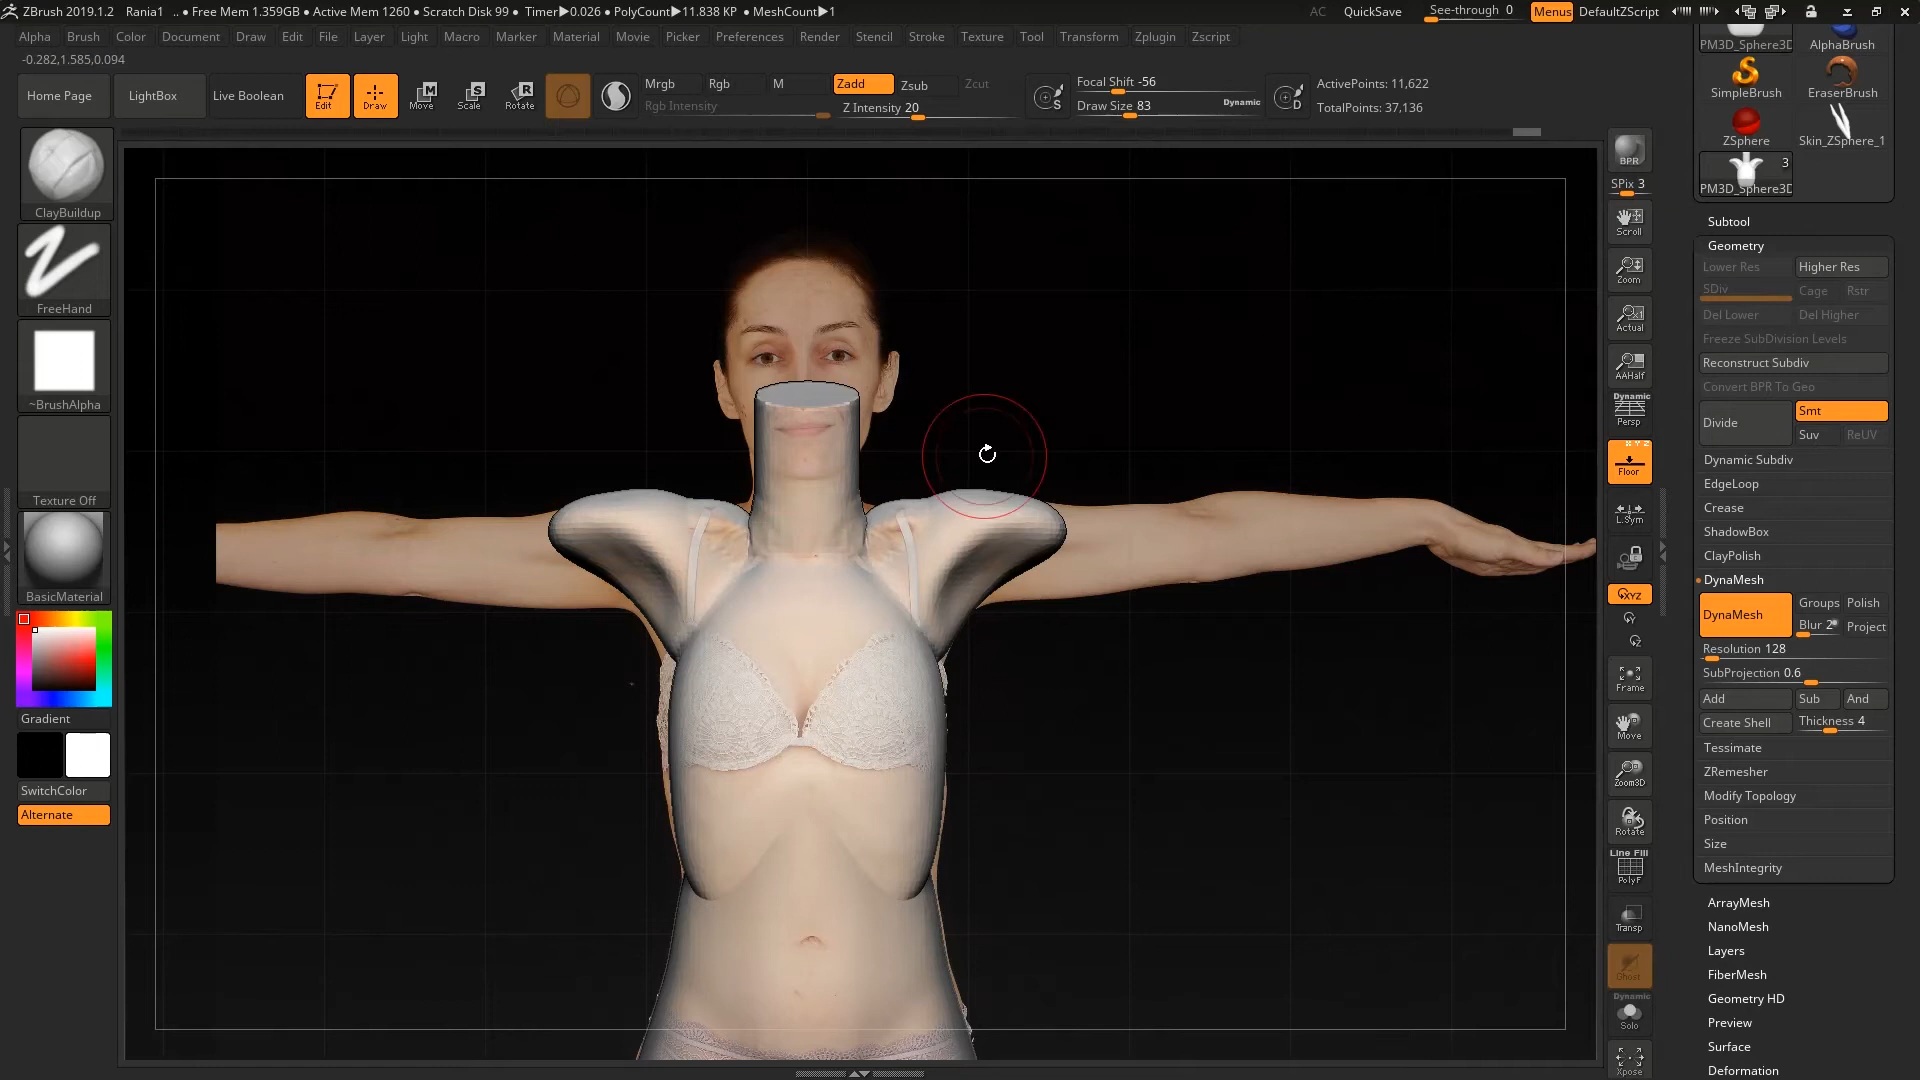 ZBrush 2019.1.2 Rania1 .. • Free Mem 1.359GB • Active Mem 1260 • Scratch Disk 99 • Timer▶0.026 • PolyCount▶11.838 KP • MeshCount▶1 AC QuickSave See-through 0 Menus DefaultZScript
Alpha Brush Color Document Draw Edit File Layer Light Macro Marker Material Movie Picker Preferences Render Stencil Stroke Texture Tool Transform Zplugin Zscript
-0.282,1.585,0.094
Home Page
LightBox
Live Boolean
Edit
Draw
Move
Scale
Rotate
Mrgb Rgb M
Rgb Intensity
Zadd Zsub Zcut
Z Intensity 20
S
Focal Shift -56
Draw Size 83 Dynamic
D
ActivePoints: 11,622
TotalPoints: 37,136
ClayBuildup
FreeHand
~BrushAlpha
Texture Off
BasicMaterial
Gradient
SwitchColor
Alternate
BPR
SPix 3
Scroll
Zoom
Actual
AAHalf
Dynamic
Persp
X Y Z
Floor
L.Sym
XYZ
Y
Z
Frame
Move
Zoom3D
Rotate
Line Fill
PolyF
Transp
Ghost
Dynamic
Solo
Xpose
PM3D_Sphere3D AlphaBrush
SimpleBrush EraserBrush
ZSphere Skin_ZSphere_1
3
PM3D_Sphere3D
Subtool
Geometry
Lower Res Higher Res
SDiv Cage Rstr
Del Lower Del Higher
Freeze SubDivision Levels
Reconstruct Subdiv
Convert BPR To Geo
Divide Smt
Suv ReUV
Dynamic Subdiv
EdgeLoop
Crease
ShadowBox
ClayPolish
DynaMesh
DynaMesh Groups Polish
Blur 2 Project
Resolution 128
SubProjection 0.6
Add Sub And
Create Shell Thickness 4
Tessimate
ZRemesher
Modify Topology
Position
Size
MeshIntegrity
ArrayMesh
NanoMesh
Layers
FiberMesh
Geometry HD
Preview
Surface
Deformation